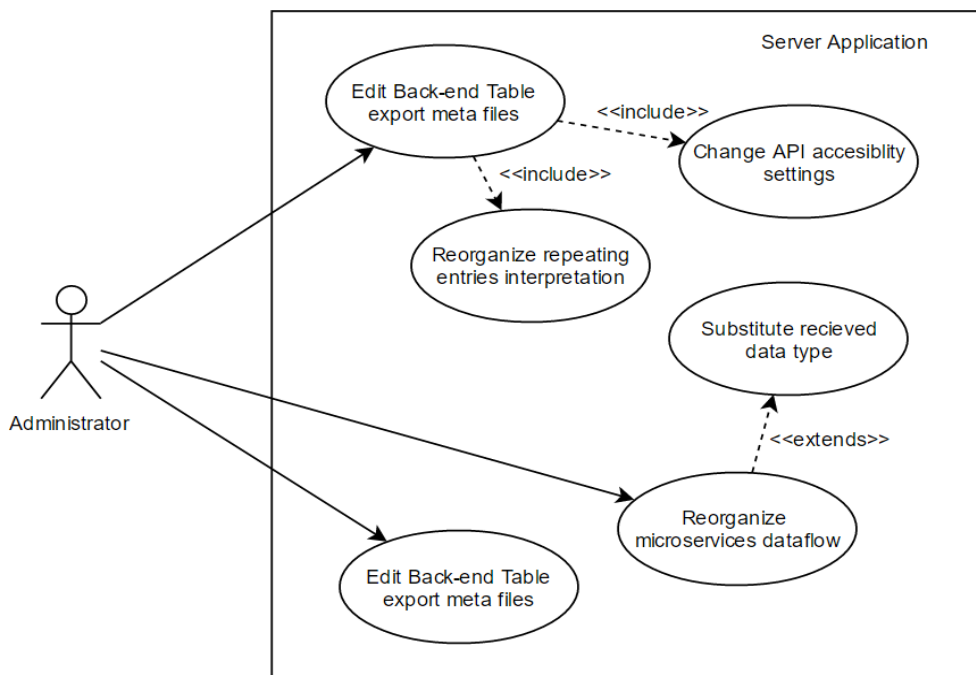 Server Application
Edit Back-end Table
export meta files
<<include>>
Change API accesiblity
settings
<<include>>
Reorganize repeating
entries interpretation
Substitute recieved
data type
Administrator
<<extends>>
Reorganize
microservices dataflow
Edit Back-end Table
export meta files